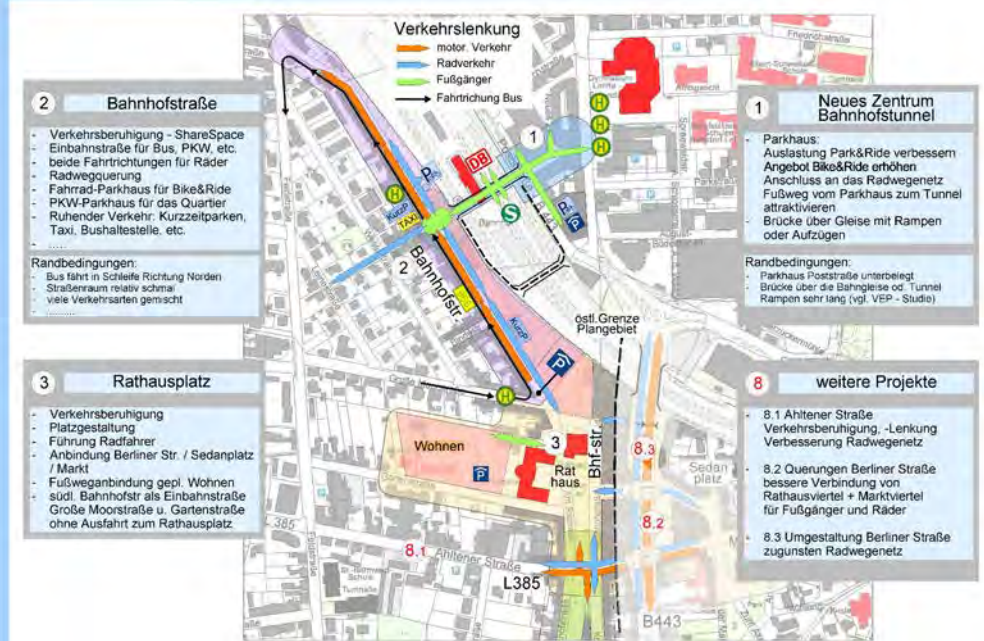 Verkehrslenkung
motor. Verkehr
Radverkehr
Fußgänger
Fahrtrichung Bus
2 Bahnhofstraße
- Verkehrsberuhigung - ShareSpace
- Einbahnstraße für Bus, PKW, etc.
- beide Fahrtrichtungen für Räder
- Radwegquerung
- Fahrrad-Parkhaus für Bike&Ride
- PKW-Parkhaus für das Quartier
- Ruhender Verkehr: Kurzzeitparken,
Taxi, Bushaltestelle, etc.
- .....
Randbedingungen:
- Bus fährt in Schleife Richtung Norden
- Straßenraum relativ schmal
- viele Verkehrsarten gemischt
- ..........
3 Rathausplatz
- Verkehrsberuhigung
- Platzgestaltung
- Führung Radfahrer
- Anbindung Berliner Str. / Sedanplatz
/ Markt
- Fußweganbindung gepl. Wohnen
- südl. Bahnhofstr als Einbahnstraße
- Große Moorstraße u. Gartenstraße
ohne Ausfahrt zum Rathausplatz
1 Neues Zentrum
Bahnhofstunnel
- Parkhaus:
Auslastung Park&Ride verbessern
Angebot Bike&Ride erhöhen
Anschluss an das Radwegenetz
Fußweg vom Parkhaus zum Tunnel
attraktivieren
- Brücke über Gleise mit Rampen
oder Aufzügen
Randbedingungen:
- Parkhaus Poststraße unterbelegt
- Brücke über die Bahngleise od. Tunnel
- Rampen sehr lang (vgl. VEP - Studie)
8 weitere Projekte
- 8.1 Ahltener Straße
Verkehrsberuhigung, -Lenkung
Verbesserung Radwegenetz
- 8.2 Querungen Berliner Straße
bessere Verbindung von
Rathausviertel + Marktviertel
für Fußgänger und Räder
- 8.3 Umgestaltung Berliner Straße
zugunsten Radwegenetz
Friedrichstraße
H
H
H
1
DB
S
P
H
KurzP
TAXI
2
Bahnhofstr.
KurzP
P
H
östl.Grenze
Plangebiet
Wohnen
P
3
Rat
haus
Bhf-str.
8.3
Sedan
platz
8.2
L 385
8.1
Ahltener Straße
L385
B443